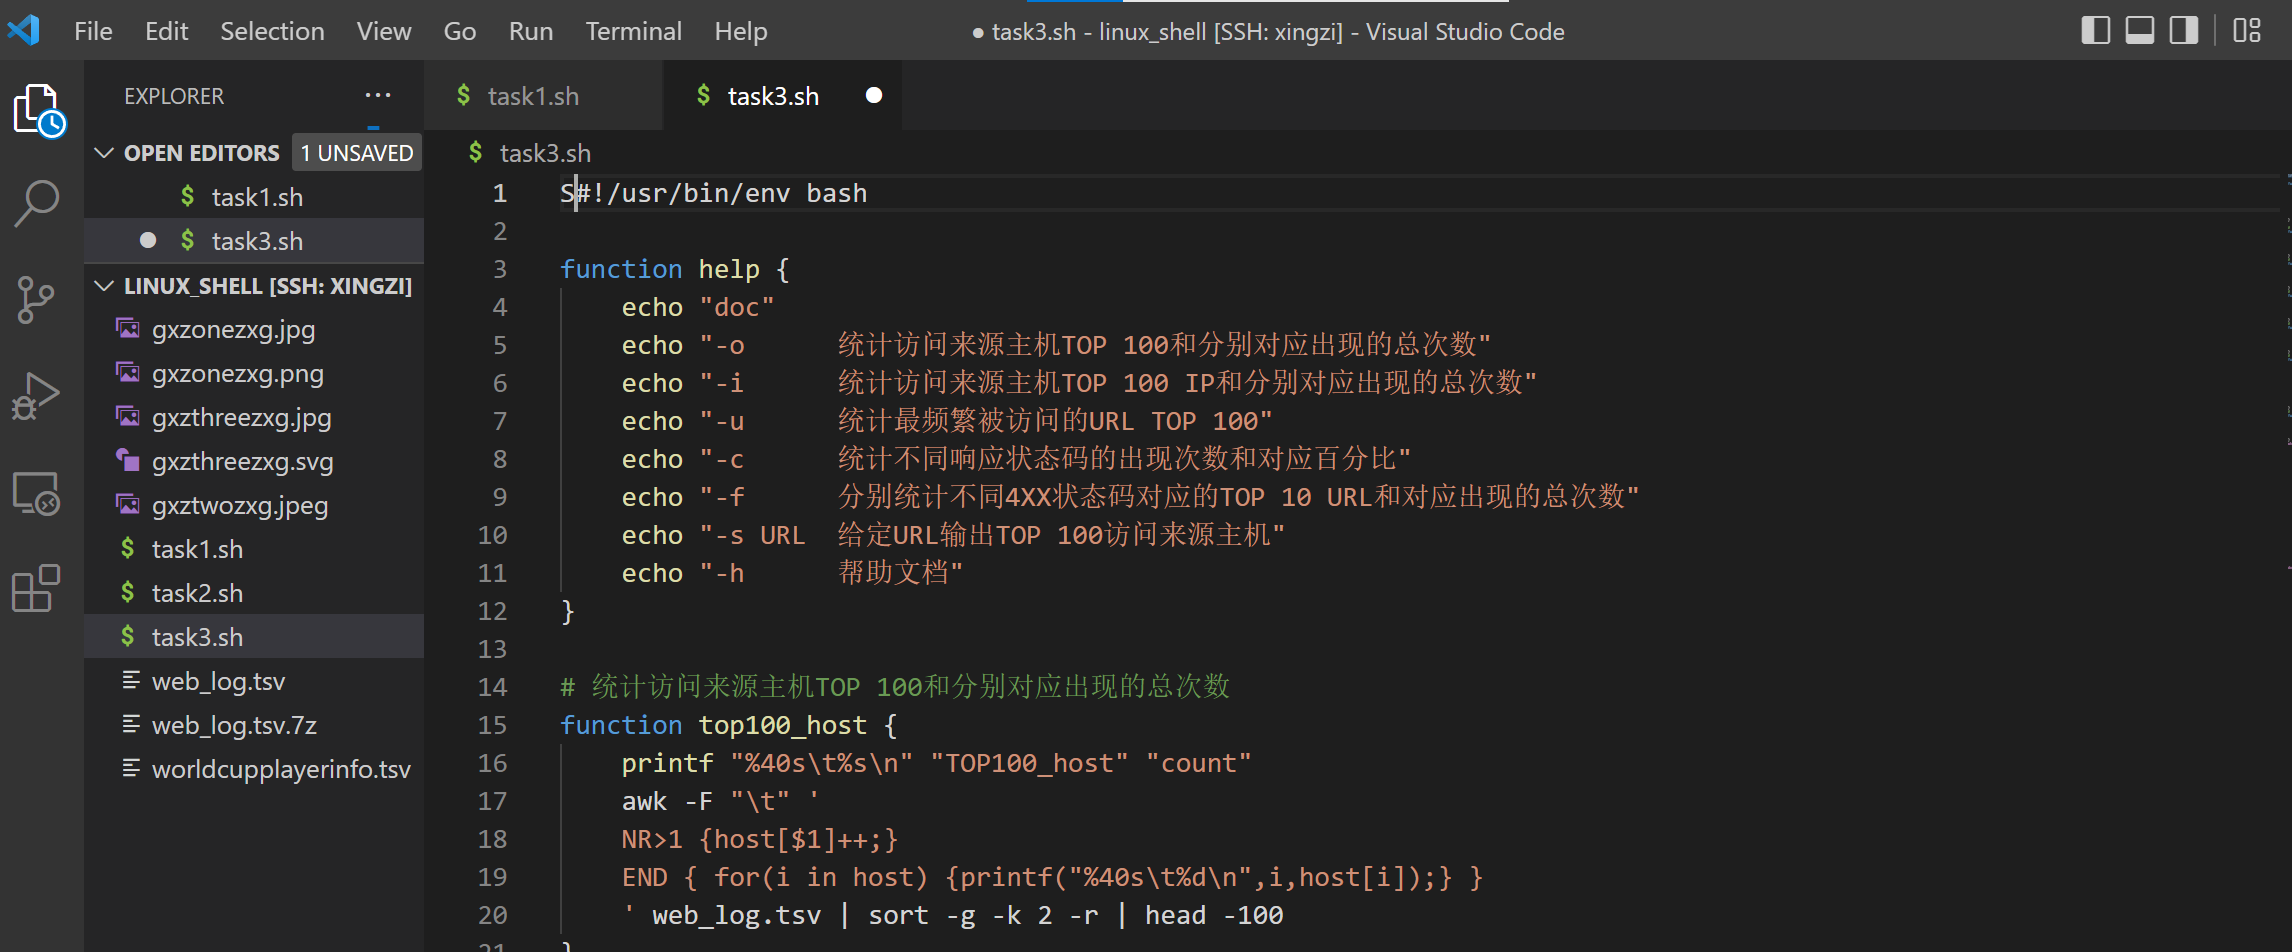 File Edit Selection View Go Run Terminal Help
● task3.sh - linux_shell [SSH: xingzi] - Visual Studio Code
EXPLORER ···
OPEN EDITORS 1 UNSAVED
$ task1.sh
● $ task3.sh
LINUX_SHELL [SSH: XINGZI]
gxzonezxg.jpg
gxzonezxg.png
gxzthreezxg.jpg
gxzthreezxg.svg
gxztwozxg.jpeg
$ task1.sh
$ task2.sh
$ task3.sh
web_log.tsv
web_log.tsv.7z
worldcupplayerinfo.tsv
$ task1.sh $ task3.sh ●
$ task3.sh
1 S#!/usr/bin/env bash
2
3 function help {
4     echo "doc"
5     echo "-o      统计访问来源主机TOP 100和分别对应出现的总次数"
6     echo "-i      统计访问来源主机TOP 100 IP和分别对应出现的总次数"
7     echo "-u      统计最频繁被访问的URL TOP 100"
8     echo "-c      统计不同响应状态码的出现次数和对应百分比"
9     echo "-f      分别统计不同4XX状态码对应的TOP 10 URL和对应出现的总次数"
10     echo "-s URL  给定URL输出TOP 100访问来源主机"
11     echo "-h      帮助文档"
12 }
13
14 # 统计访问来源主机TOP 100和分别对应出现的总次数
15 function top100_host {
16     printf "%40s\t%s\n" "TOP100_host" "count"
17     awk -F "\t" '
18     NR>1 {host[$1]++;}
19     END { for(i in host) {printf("%40s\t%d\n",i,host[i]);} }
20     ' web_log.tsv | sort -g -k 2 -r | head -100
21 }